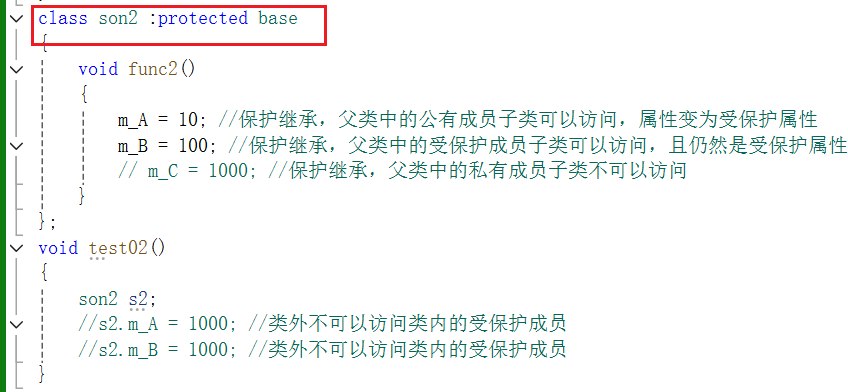 class son2 :protected base
{
void func2()
{
m_A = 10; //保护继承，父类中的公有成员子类可以访问，属性变为受保护属性
m_B = 100; //保护继承，父类中的受保护成员子类可以访问，且仍然是受保护属性
// m_C = 1000; //保护继承，父类中的私有成员子类不可以访问
}
};
void test02()
{
son2 s2;
//s2.m_A = 1000; //类外不可以访问类内的受保护成员
//s2.m_B = 1000; //类外不可以访问类内的受保护成员
}